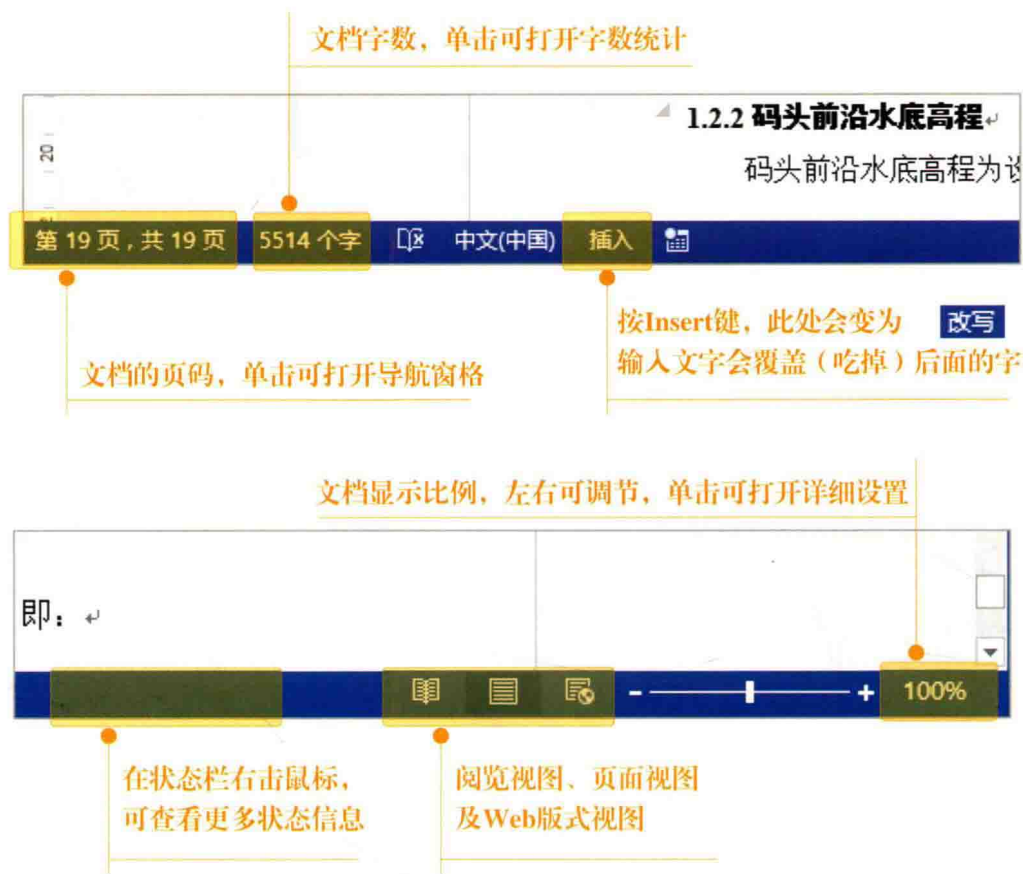 文档字数，单击可打开字数统计
1.2.2 码头前沿水底高程
20
码头前沿水底高程为
第 19 页，共 19 页 5514 个字 中文(中国) 插入
按Insert键，此处会变为 改写
输入文字会覆盖（吃掉）后面的字
文档的页码，单击可打开导航窗格
文档显示比例，左右可调节，单击可打开详细设置
即：
- + 100%
在状态栏右击鼠标，
可查看更多状态信息
阅览视图、页面视图
及Web版式视图